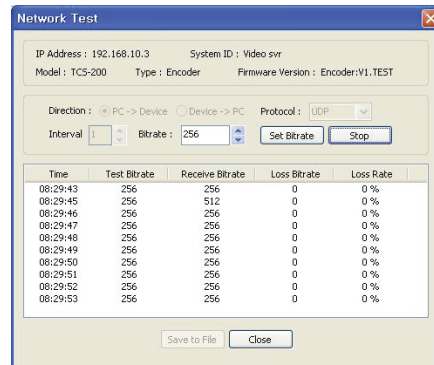 Network Test
IP Address : 192.168.10.3 System ID : Video svr
Model : TCS-200 Type : Encoder Firmware Version : Encoder:V1.TEST
Direction : PC -> Device Device -> PC Protocol : UDP
Interval 1 Bitrate : 256 Set Bitrate Stop
Time Test Bitrate Receive Bitrate Loss Bitrate Loss Rate
08:29:43 256 256 0 0 %
08:29:45 256 512 0 0 %
08:29:46 256 256 0 0 %
08:29:47 256 256 0 0 %
08:29:48 256 256 0 0 %
08:29:49 256 256 0 0 %
08:29:50 256 256 0 0 %
08:29:51 256 256 0 0 %
08:29:52 256 256 0 0 %
08:29:53 256 256 0 0 %
Save to File Close